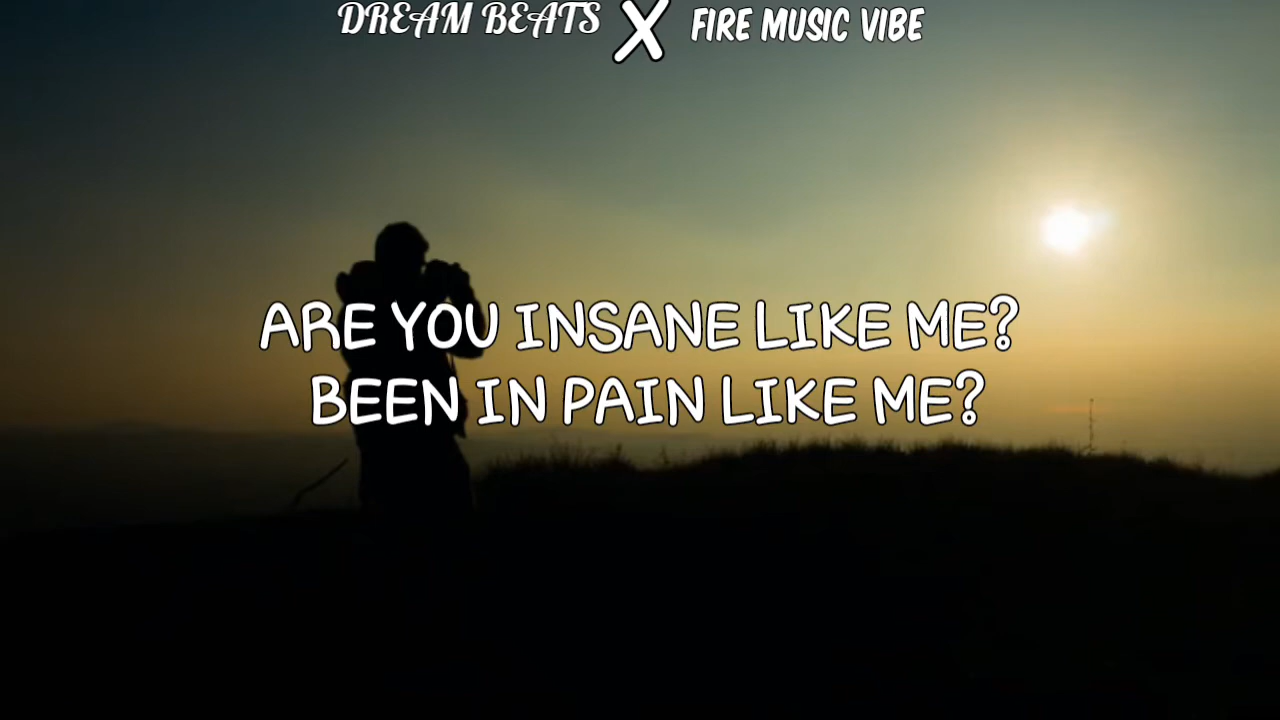 DREAM BEATS X FIRE MUSIC VIBE
ARE YOU INSANE LIKE ME?
BEEN IN PAIN LIKE ME?